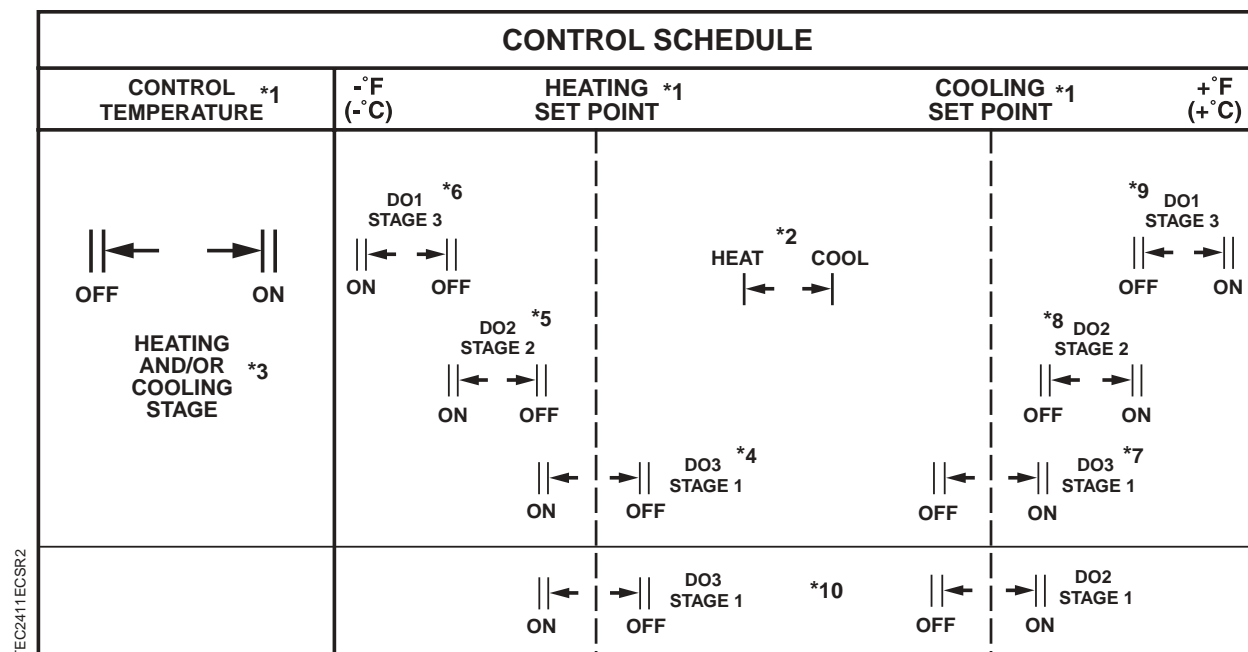 CONTROL SCHEDULE
CONTROL TEMPERATURE *1
-°F (-°C)
HEATING SET POINT *1
COOLING SET POINT *1
+°F (+°C)
DO1 *6
STAGE 3
ON OFF
*9 DO1
STAGE 3
OFF ON
OFF ON
HEAT *2 COOL
DO2 *5
STAGE 2
ON OFF
*8 DO2
STAGE 2
OFF ON
HEATING
AND/OR
COOLING *3
STAGE
DO3 *4
STAGE 1
ON OFF
DO3 *7
STAGE 1
OFF ON
DO3
STAGE 1
ON OFF
*10
DO2
STAGE 1
OFF ON
TEC2411ECSR2